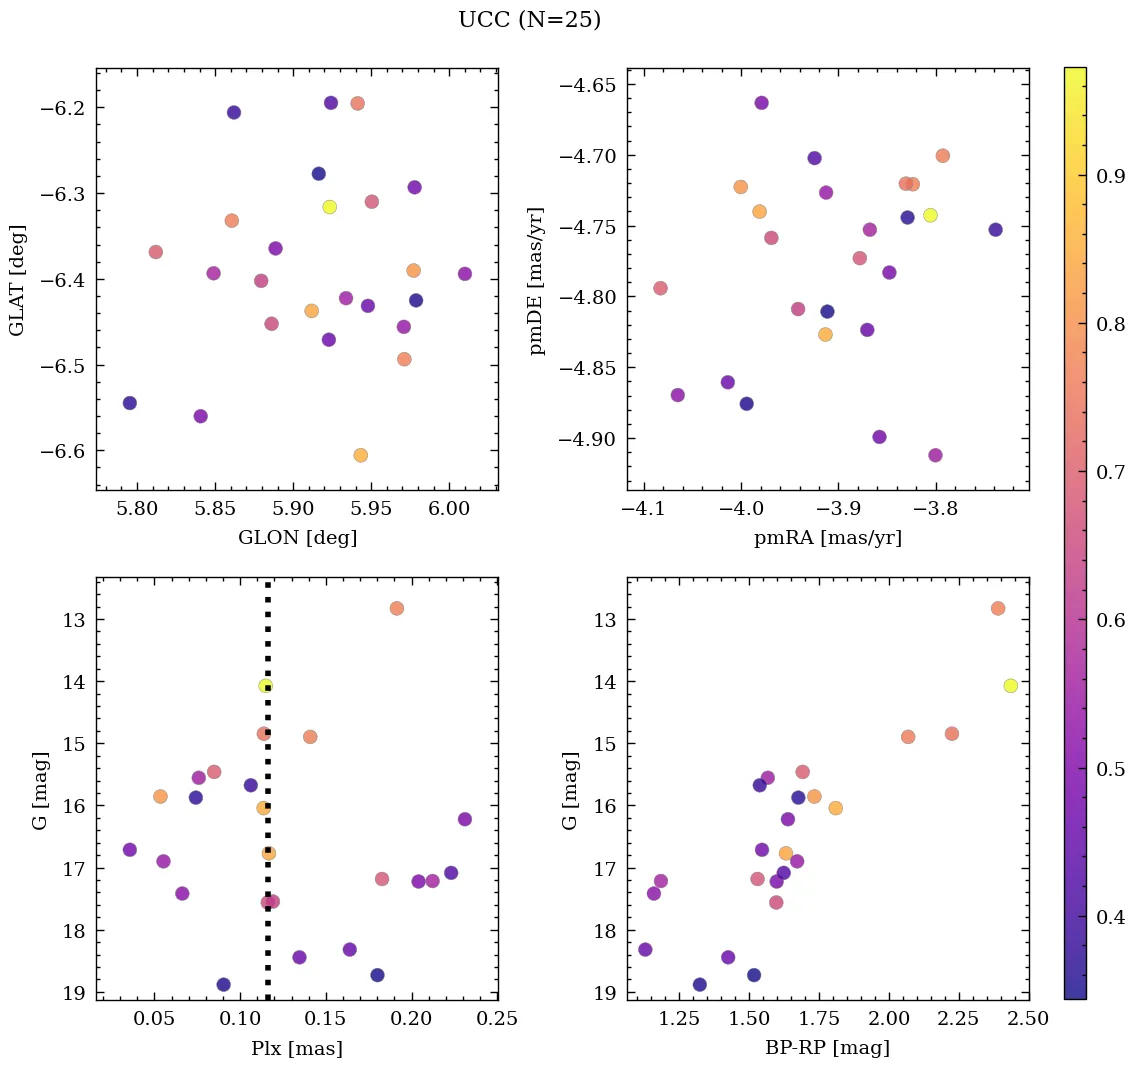 UCC (N=25)
−6.2
−6.3
−6.4
−6.5
−6.6
GLAT [deg]
5.80 5.85 5.90 5.95 6.00
GLON [deg]
−4.65
−4.70
−4.75
−4.80
−4.85
−4.90
pmDE [mas/yr]
−4.1 −4.0 −3.9 −3.8
pmRA [mas/yr]
13
14
15
16
17
18
19
G [mag]
0.05 0.10 0.15 0.20 0.25
Plx [mas]
13
14
15
16
17
18
19
G [mag]
1.25 1.50 1.75 2.00 2.25 2.50
BP-RP [mag]
0.9
0.8
0.7
0.6
0.5
0.4